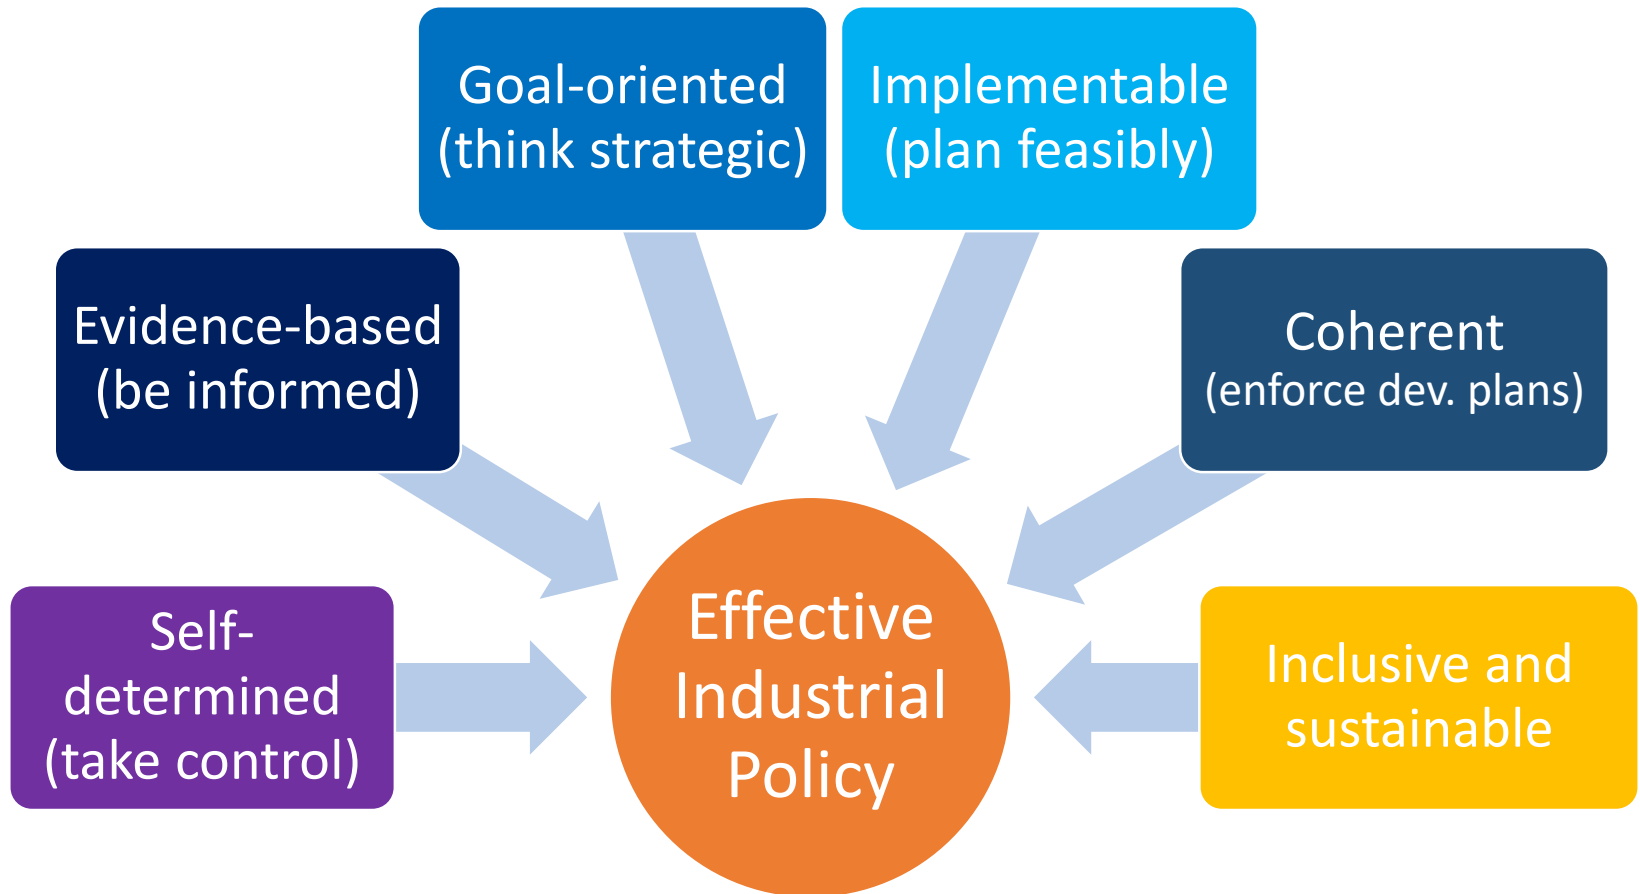 Goal-oriented
(think strategic)
Implementable
(plan feasibly)
Evidence-based
(be informed)
Coherent
(enforce dev. plans)
Self-
determined
(take control)
Effective
Industrial
Policy
Inclusive and
sustainable